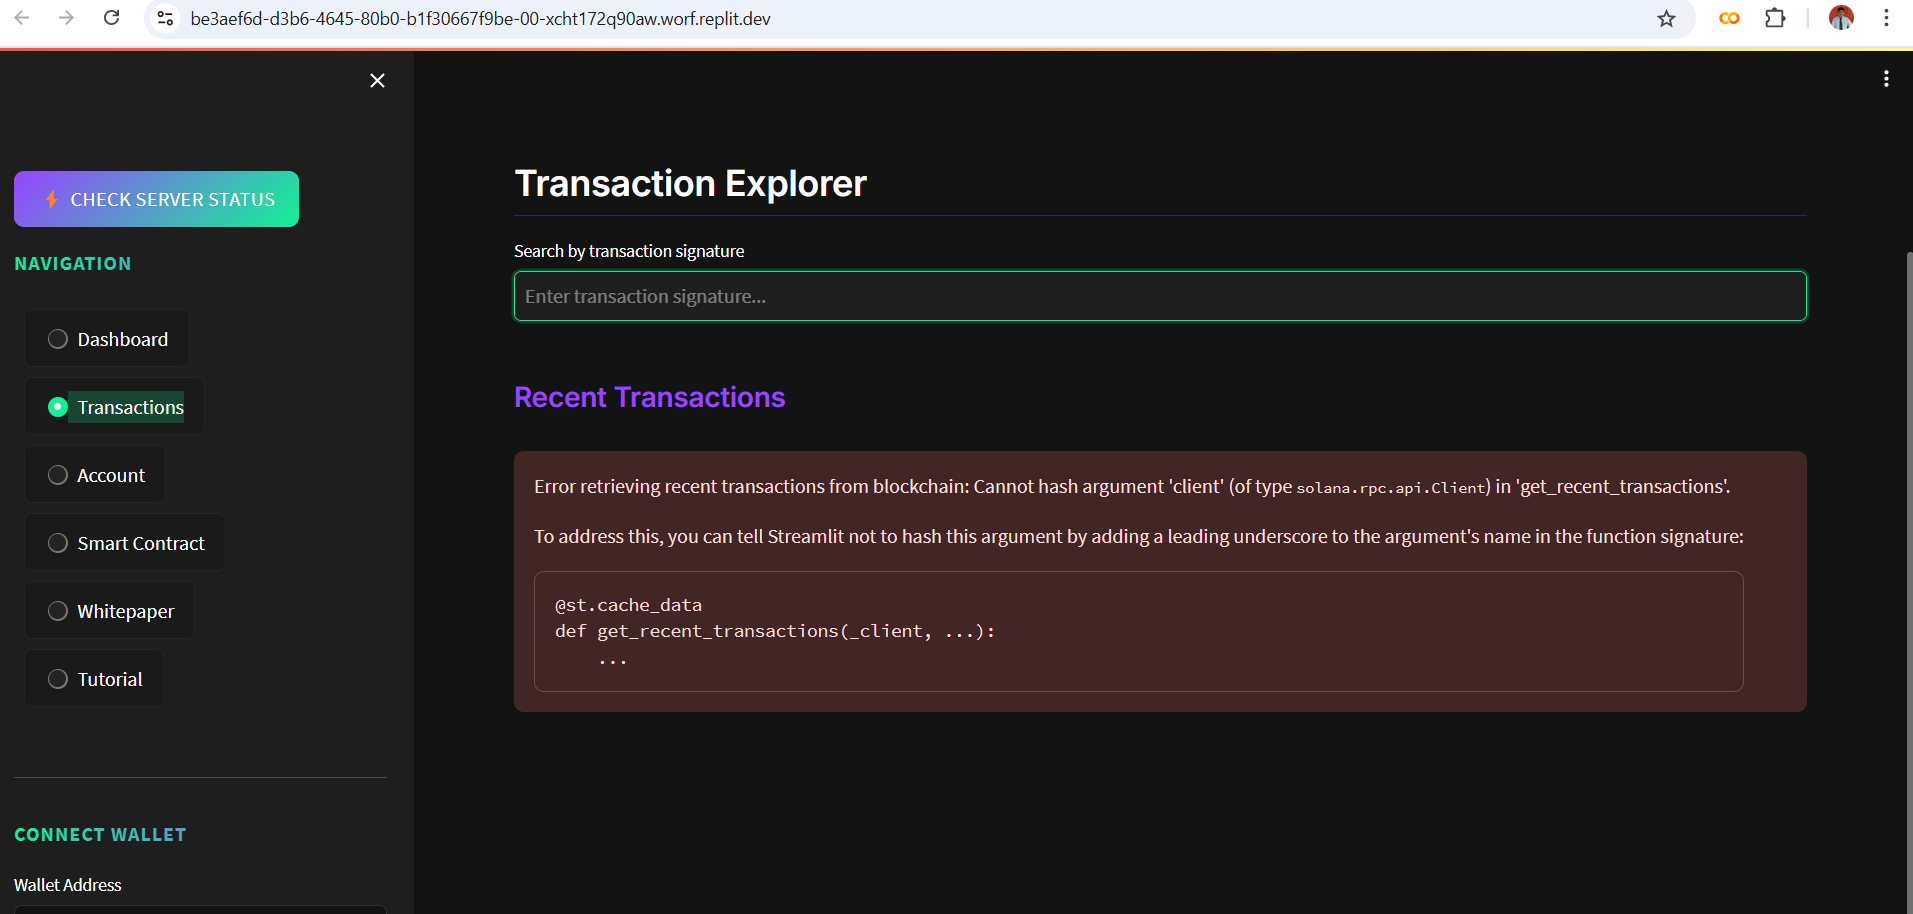 be3aef6d-d3b6-4645-80b0-b1f30667f9be-00-xcht172q90aw.worf.replit.dev
CHECK SERVER STATUS
NAVIGATION
Dashboard
Transactions
Account
Smart Contract
Whitepaper
Tutorial
CONNECT WALLET
Wallet Address
Transaction Explorer
Search by transaction signature
Enter transaction signature...
Recent Transactions
Error retrieving recent transactions from blockchain: Cannot hash argument 'client' (of type solana.rpc.api.Client) in 'get_recent_transactions'.
To address this, you can tell Streamlit not to hash this argument by adding a leading underscore to the argument's name in the function signature:
@st.cache_data
def get_recent_transactions(_client, ...):
    ...